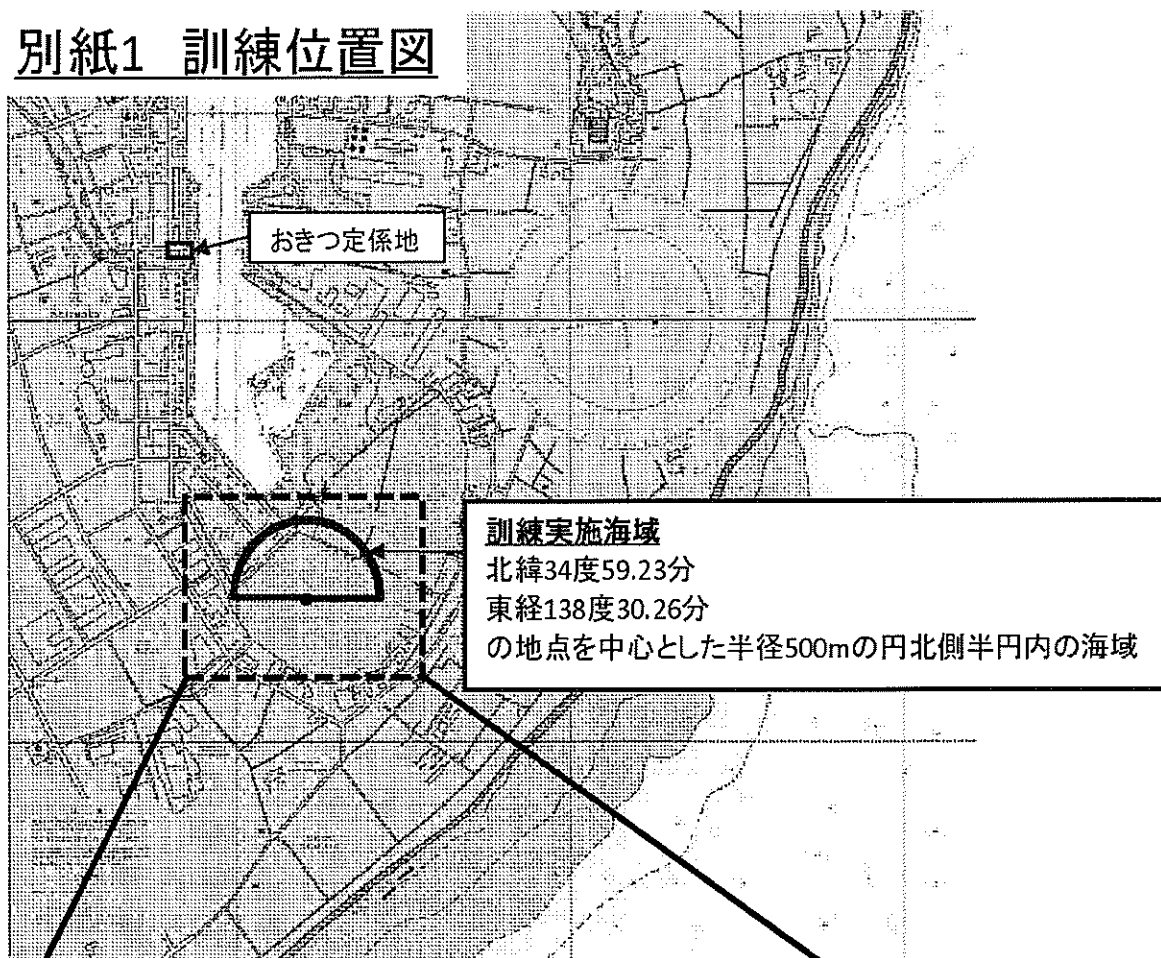 別紙1 訓練位置図
おきつ定係地
訓練実施海域
北緯34度59.23分
東経138度30.26分
の地点を中心とした半径500mの円北側半円内の海域